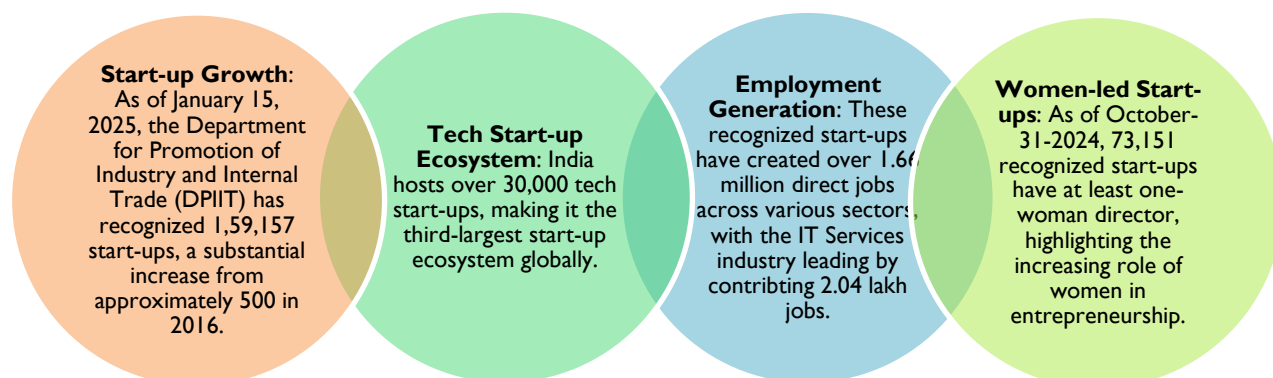 Start-up Growth:
As of January 15,
2025, the Department
for Promotion of
Industry and Internal
Trade (DPIIT) has
recognized 1,59,157
start-ups, a substantial
increase from
approximately 500 in
2016.
Tech Start-up
Ecosystem: India
hosts over 30,000 tech
start-ups, making it the
third-largest start-up
ecosystem globally.
Employment
Generation: These
recognized start-ups
have created over 1.66
million direct jobs
across various sectors,
with the IT Services
industry leading by
contribting 2.04 lakh
jobs.
Women-led Start-
ups: As of October-
31-2024, 73,151
recognized start-ups
have at least one-
woman director,
highlighting the
increasing role of
women in
entrepreneurship.